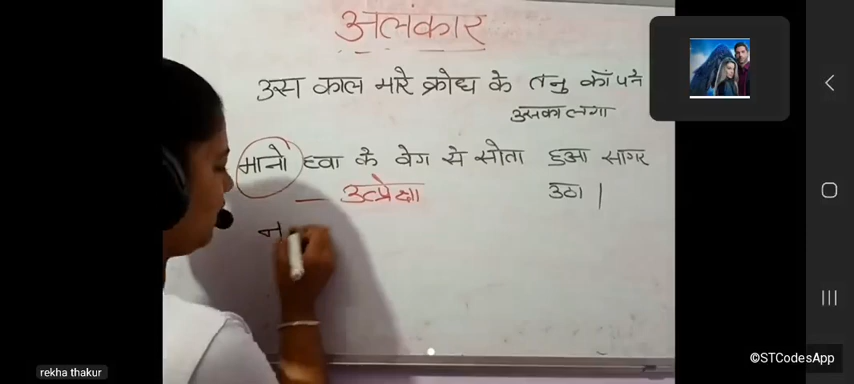 अलंकार
उस काल मारे क्रोध के तनु काँपने
उसका लगा
मानो हवा के वेग से सोता हुआ सागर
— उत्प्रेक्षा उठा |
न
rekha thakur
©STCodesApp